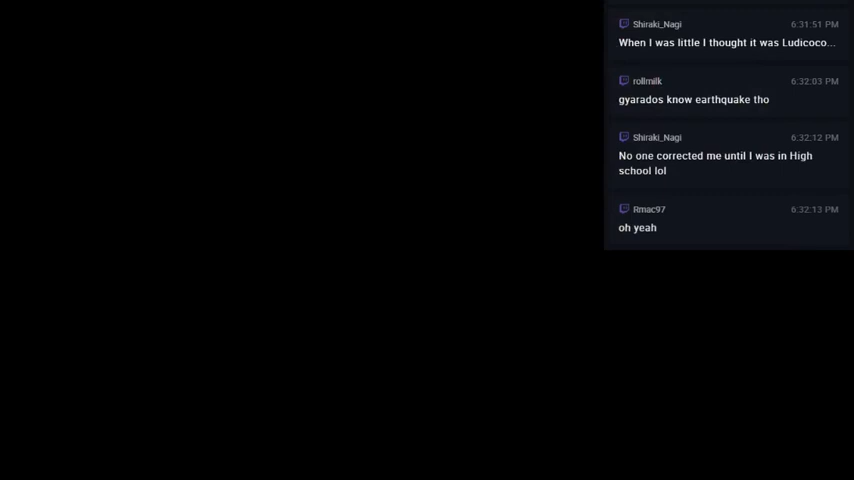 Shiraki_Nagi 6:31:51 PM
When I was little I thought it was Ludicoco...
rollmilk 6:32:03 PM
gyarados know earthquake tho
Shiraki_Nagi 6:32:12 PM
No one corrected me until I was in High
school lol
Rmac97 6:32:13 PM
oh yeah